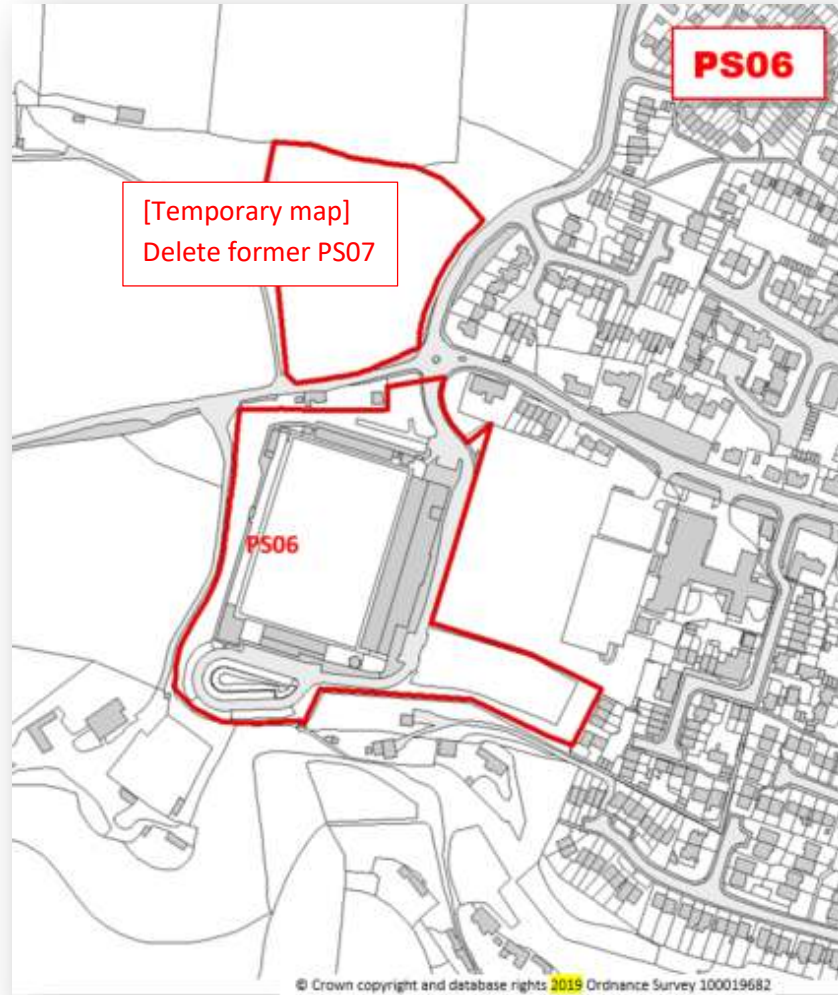 PS06
[Temporary map]
Delete former PS07
PS06
© Crown copyright and database rights 2019 Ordnance Survey 100019682